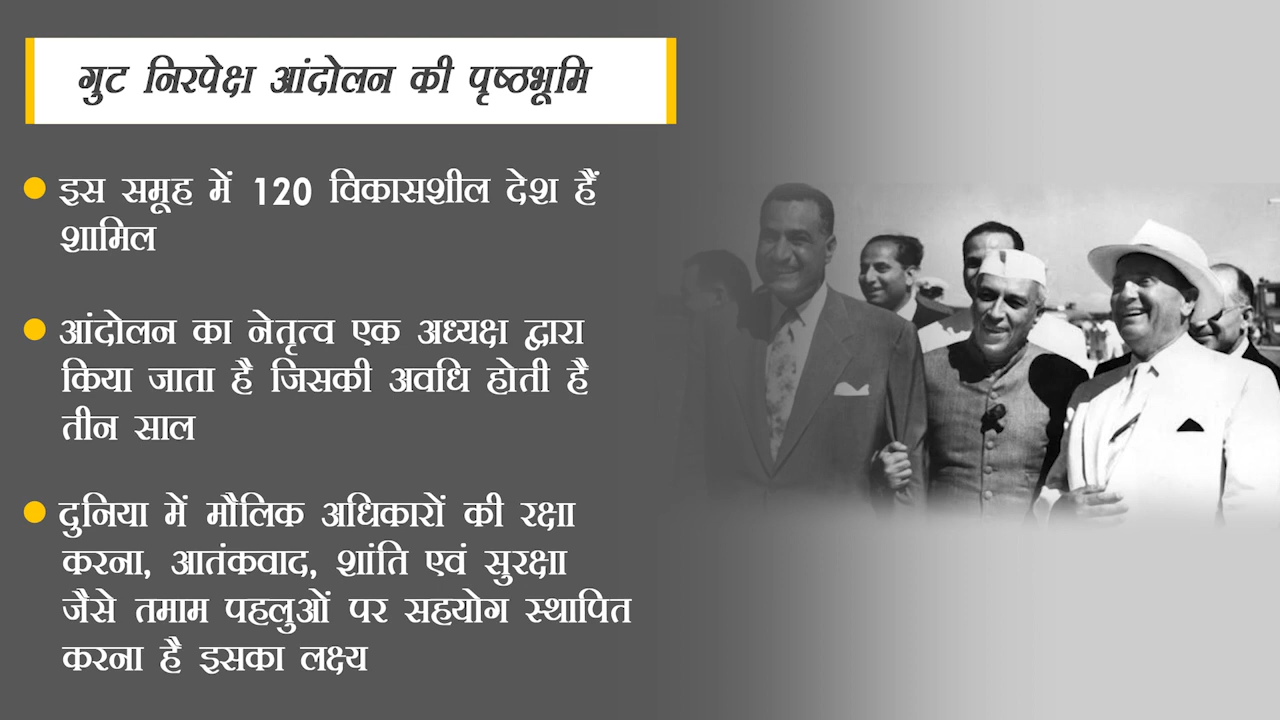 गुट निरपेक्ष आंदोलन की पृष्ठभूमि
इस समूह में 120 विकासशील देश हैं
शामिल
आंदोलन का नेतृत्व एक अध्यक्ष द्वारा
किया जाता है जिसकी अवधि होती है
तीन साल
दुनिया में मौलिक अधिकारों की रक्षा
करना, आतंकवाद, शांति एवं सुरक्षा
जैसे तमाम पहलुओं पर सहयोग स्थापित
करना है इसका लक्ष्य